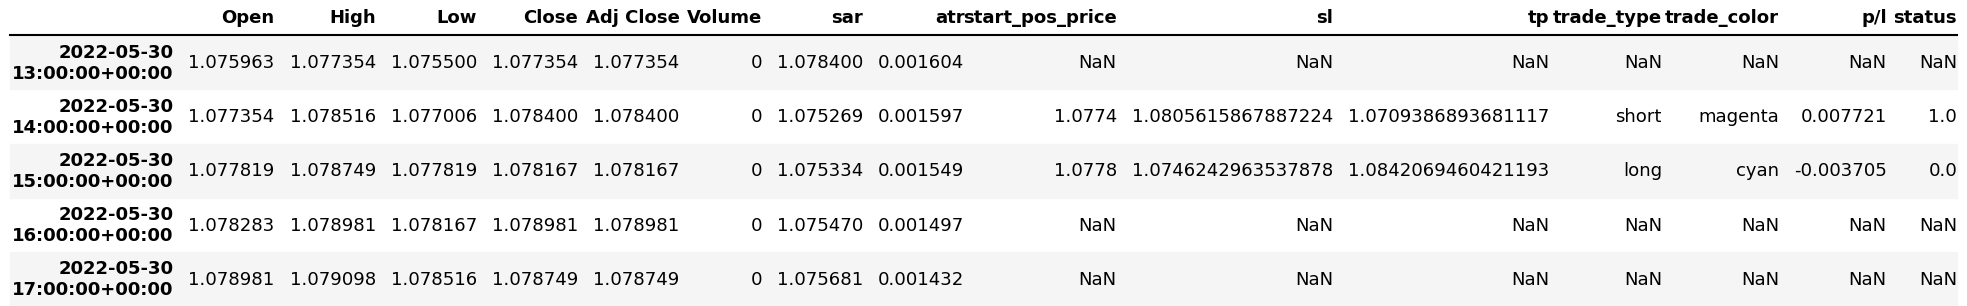 Open High Low Close Adj Close Volume sar atr start_pos_price sl tp trade_type trade_color p/l status
2022-05-30
13:00:00+00:00 1.075963 1.077354 1.075500 1.077354 1.077354 0 1.078400 0.001604 NaN NaN NaN NaN NaN NaN NaN
2022-05-30
14:00:00+00:00 1.077354 1.078516 1.077006 1.078400 1.078400 0 1.075269 0.001597 1.0774 1.0805615867887224 1.0709386893681117 short magenta 0.007721 1.0
2022-05-30
15:00:00+00:00 1.077819 1.078749 1.077819 1.078167 1.078167 0 1.075334 0.001549 1.0778 1.0746242963537878 1.0842069460421193 long cyan -0.003705 0.0
2022-05-30
16:00:00+00:00 1.078283 1.078981 1.078167 1.078981 1.078981 0 1.075470 0.001497 NaN NaN NaN NaN NaN NaN NaN
2022-05-30
17:00:00+00:00 1.078981 1.079098 1.078516 1.078749 1.078749 0 1.075681 0.001432 NaN NaN NaN NaN NaN NaN NaN